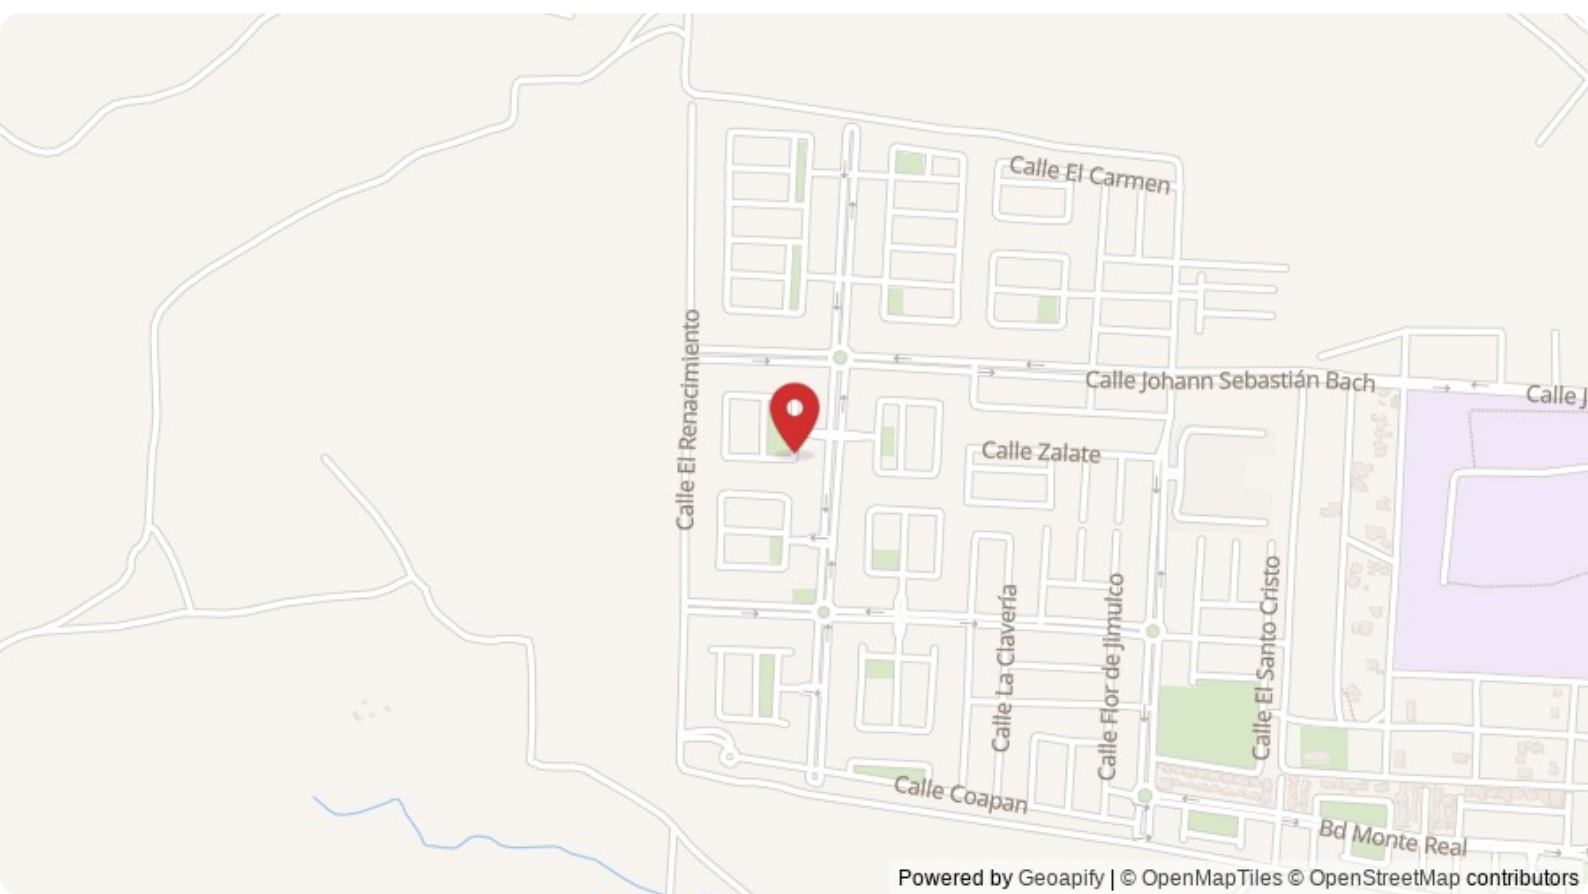 Calle El Carmen
Calle El Renacimiento
Calle Johann Sebastián Bach
Calle J
Calle Zalate
Calle La Clavería
Calle Flor de Jimulco
Calle El Santo Cristo
Calle Coapan
Bd Monte Real
Powered by Geoapify | © OpenMapTiles © OpenStreetMap contributors